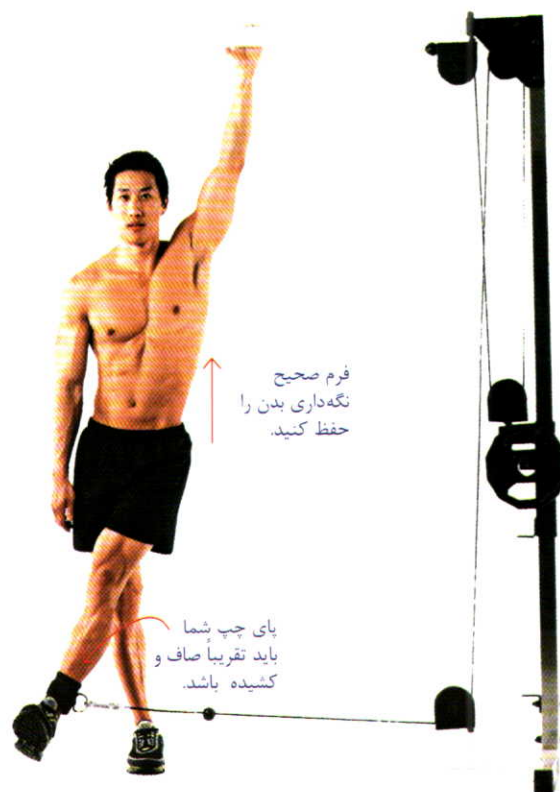 فرم صحیح
نگه‌داری بدن را
حفظ کنید.
پای چپ شما
باید تقریباً صاف و
کشیده باشد.